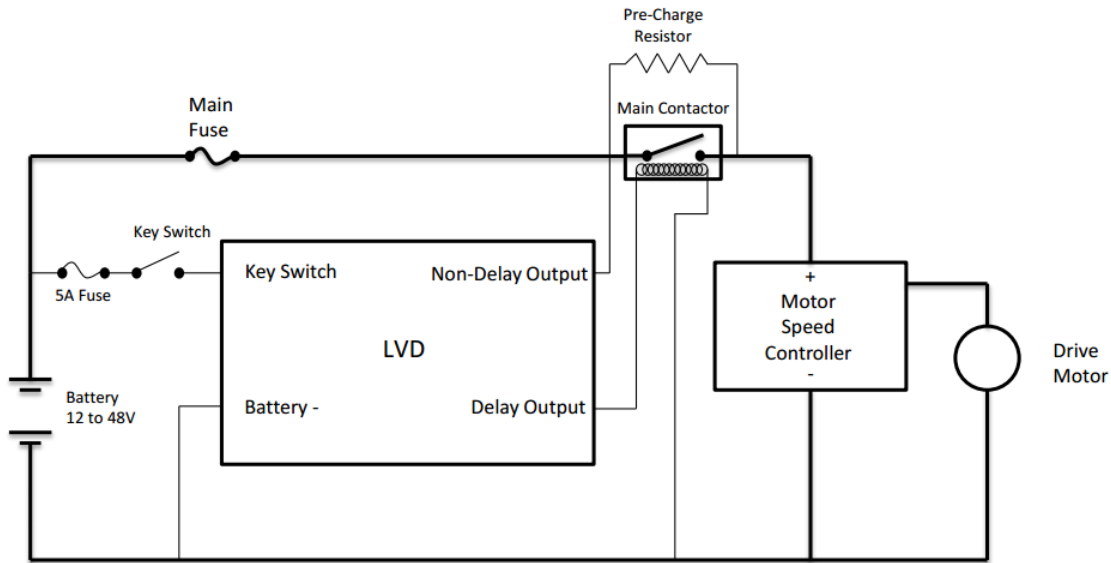 Pre-Charge
Resistor
Main Contactor
Main
Fuse
Key Switch
5A Fuse
Key Switch
Non-Delay Output
LVD
Battery -
Delay Output
Battery
12 to 48V
+
Motor
Speed
Controller
-
Drive
Motor